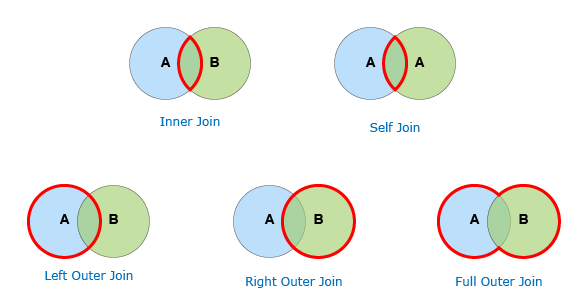 A B
A A
Inner Join
Self Join
A B
A B
A B
Left Outer Join
Right Outer Join
Full Outer Join